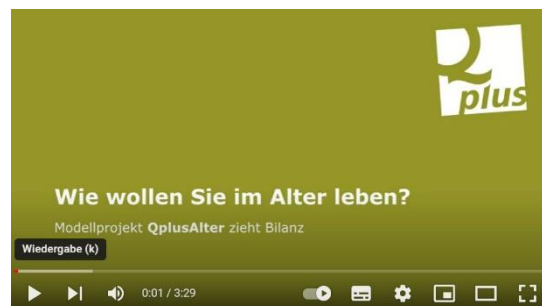 Q
plus
Wie wollen Sie im Alter leben?
Modellprojekt QplusAlter zieht Bilanz
Wiedergabe (k)
0:01 / 3:29